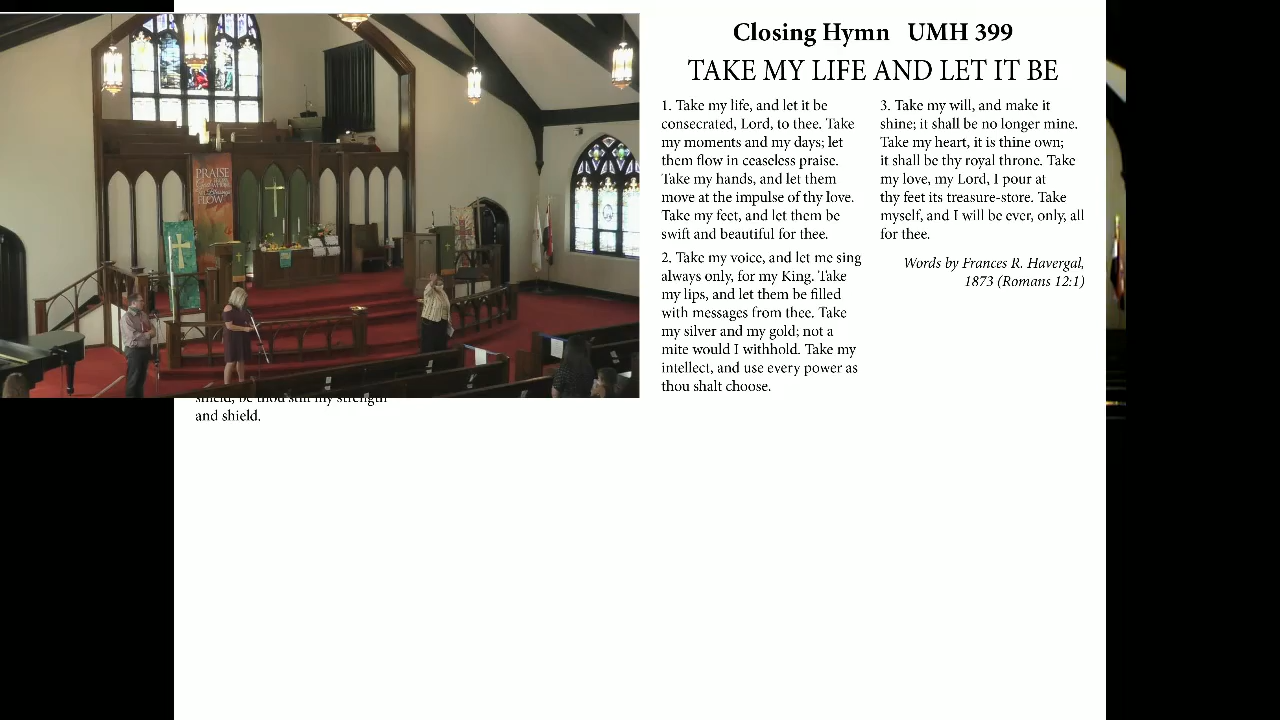 Closing Hymn UMH 399
TAKE MY LIFE AND LET IT BE
1. Take my life, and let it be
consecrated, Lord, to thee. Take
my moments and my days; let
them flow in ceaseless praise.
Take my hands, and let them
move at the impulse of thy love.
Take my feet, and let them be
swift and beautiful for thee.
2. Take my voice, and let me sing
always only, for my King. Take
my lips, and let them be filled
with messages from thee. Take
my silver and my gold; not a
mite would I withhold. Take my
intellect, and use every power as
thou shalt choose.
3. Take my will, and make it
shine; it shall be no longer mine.
Take my heart, it is thine own;
it shall be thy royal throne. Take
my love, my Lord, I pour at
thy feet its treasure-store. Take
myself, and I will be ever, only, all
for thee.
Words by Frances R. Havergal,
1873 (Romans 12:1)
PRAISE
FLOW
shield, be thou still my strength
and shield.